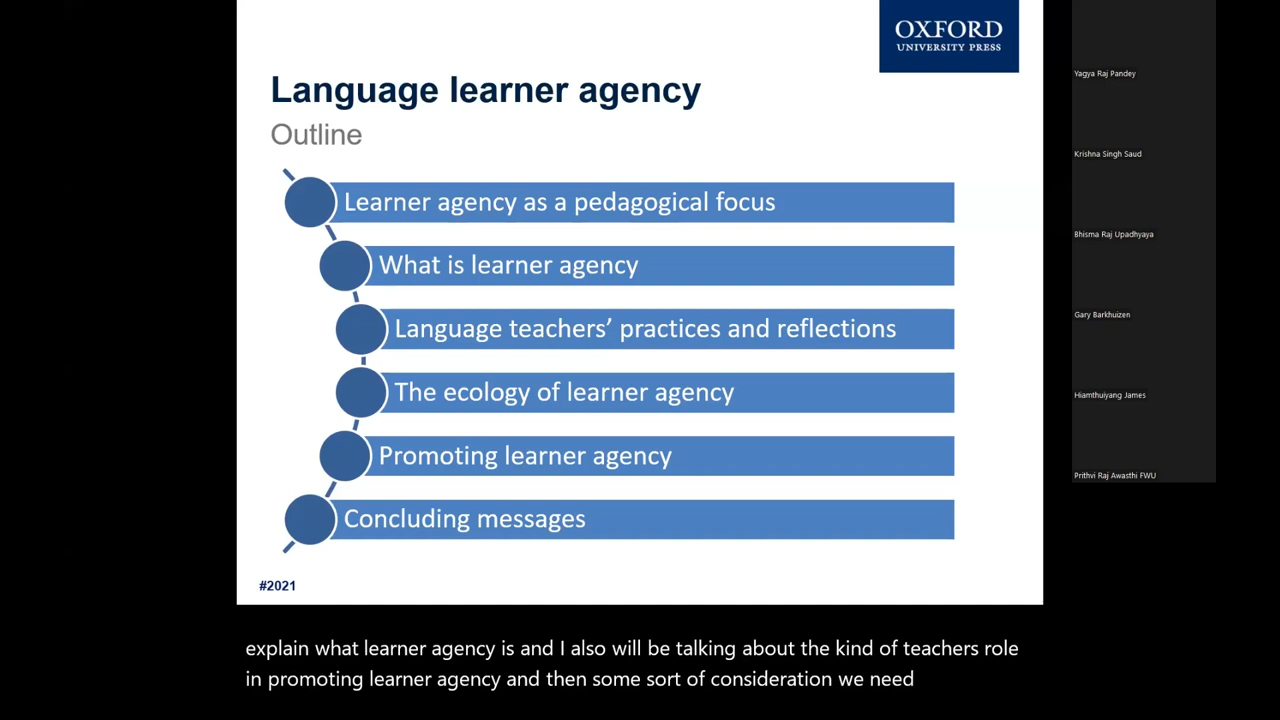 OXFORD
UNIVERSITY PRESS
Language learner agency
Outline
Learner agency as a pedagogical focus
What is learner agency
Language teachers’ practices and reflections
The ecology of learner agency
Promoting learner agency
Concluding messages
#2021
explain what learner agency is and I also will be talking about the kind of teachers role
in promoting learner agency and then some sort of consideration we need
Yagya Raj Pandey
Krishna Singh Saud
Bhisma Raj Upadhyaya
Gary Barkhuizen
Hiamthuiyang James
Prithvi Raj Awasthi FWU